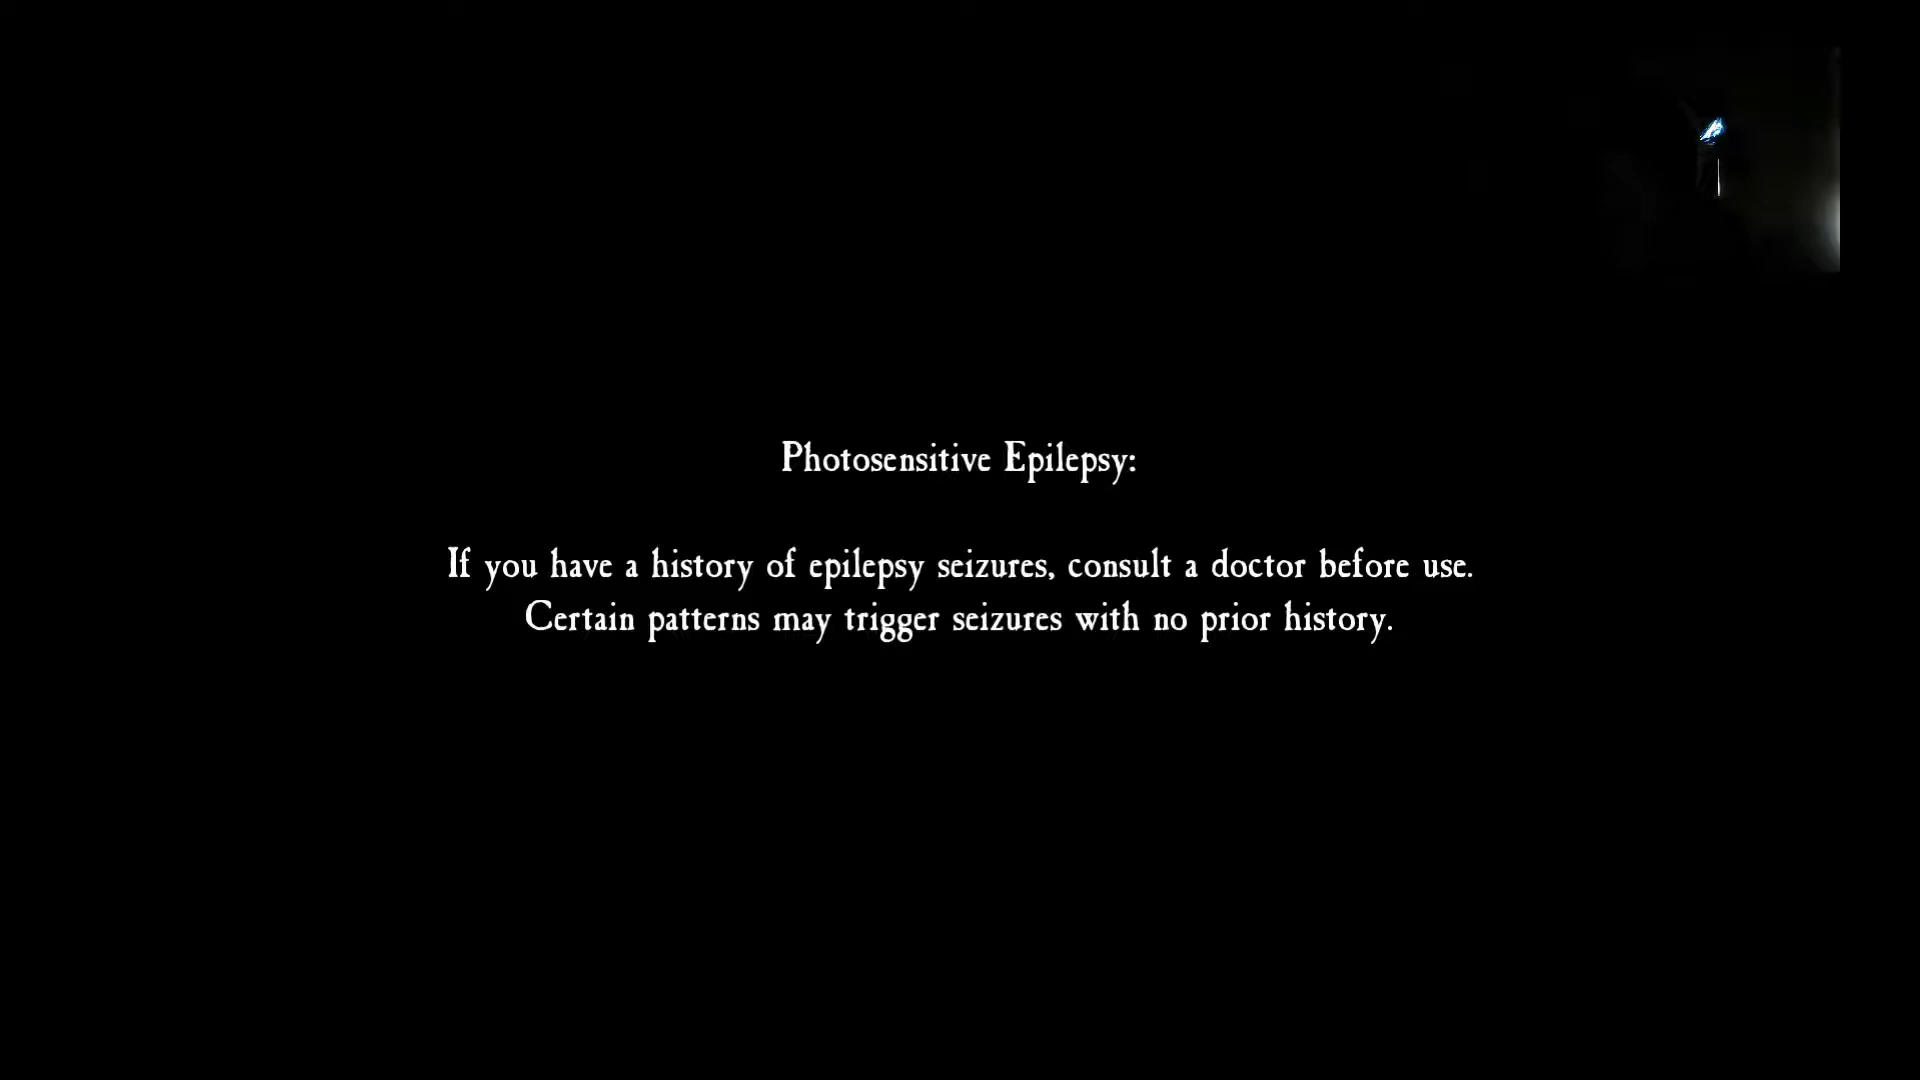 Photosensitive Epilepsy:
If you have a history of epilepsy seizures, consult a doctor before use.
Certain patterns may trigger seizures with no prior history.